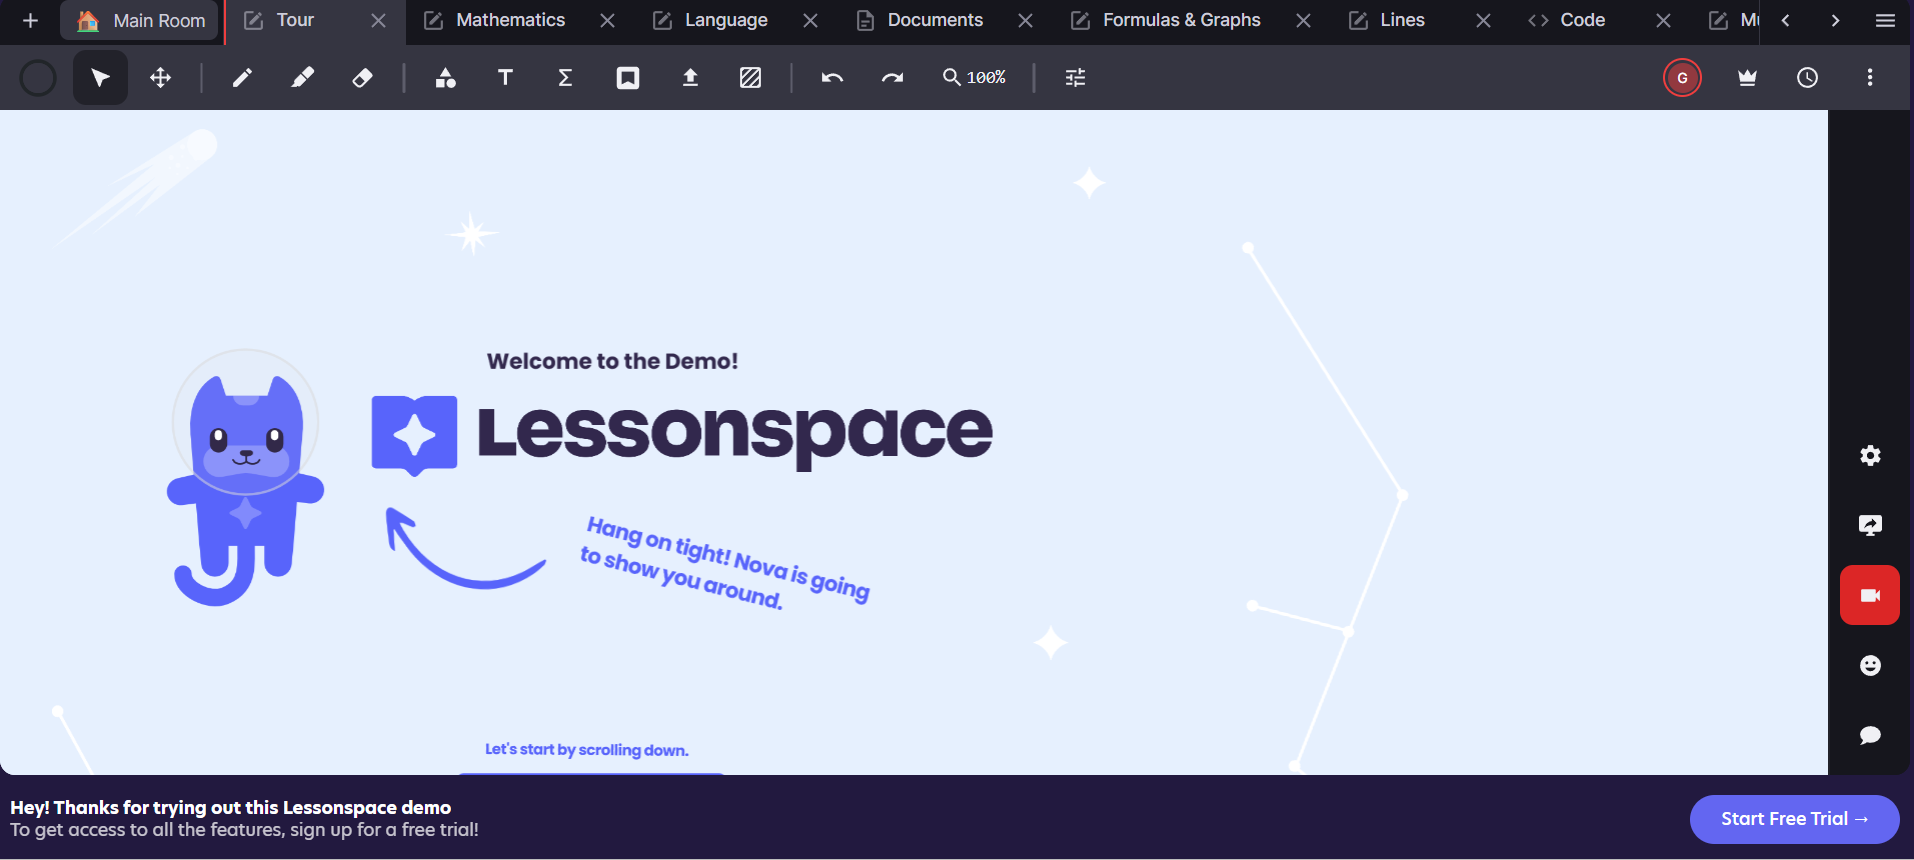 Main Room
Tour
Mathematics
Language
Documents
Formulas & Graphs
Lines
Code
100%
G
Welcome to the Demo!
Lessonspace
Hang on tight! Nova is going
to show you around.
Let's start by scrolling down.
Hey! Thanks for trying out this Lessonspace demo
To get access to all the features, sign up for a free trial!
Start Free Trial →